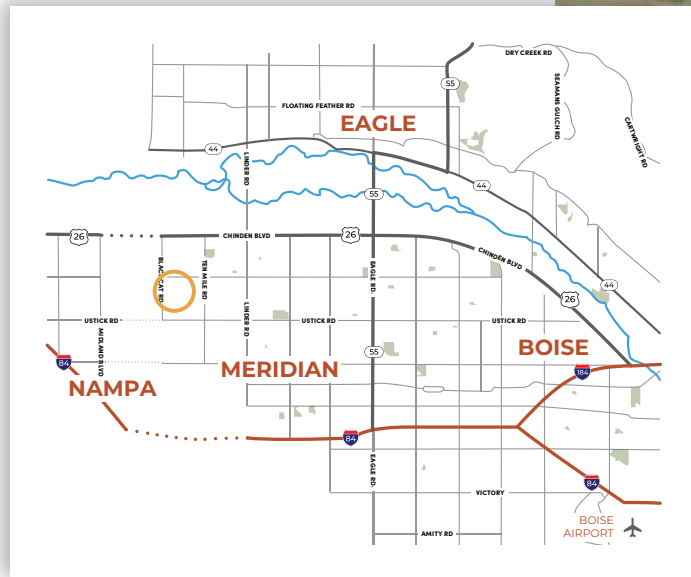 DRY CREEK RD
55
SEAMANS GULCH RD
FLOATING FEATHER RD
EAGLE
CARTWRIGHT RD
44
LINDER RD
44
55
26
CHINDEN BLVD
26
CHINDEN BLVD
BLACK CAT RD
TEN MILE RD
EAGLE RD.
44
26
LINDER RD
USTICK RD
USTICK RD
USTICK RD
MIDLAND BLVD
55
BOISE
84
MERIDIAN
184
NAMPA
84
EAGLE RD.
84
VICTORY
BOISE
AIRPORT
AMITY RD